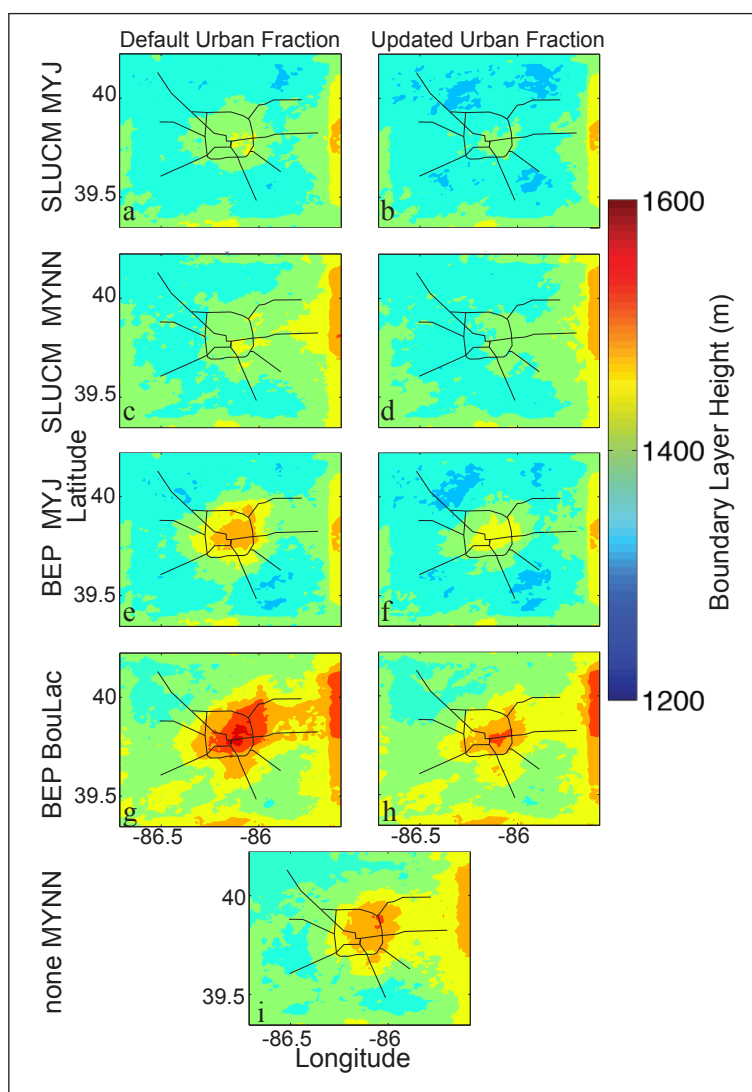 Default Urban Fraction Updated Urban Fraction
SLUCM MYJ
40
39.5
a
b
SLUCM MYNN
40
39.5
c
d
BEP MYJ
Latitude
40
39.5
e
f
BEP BouLac
40
39.5
g
h
-86.5 -86 -86.5 -86
none MYNN
40
39.5
i
-86.5 -86
Longitude
1600
1400
1200
Boundary Layer Height (m)